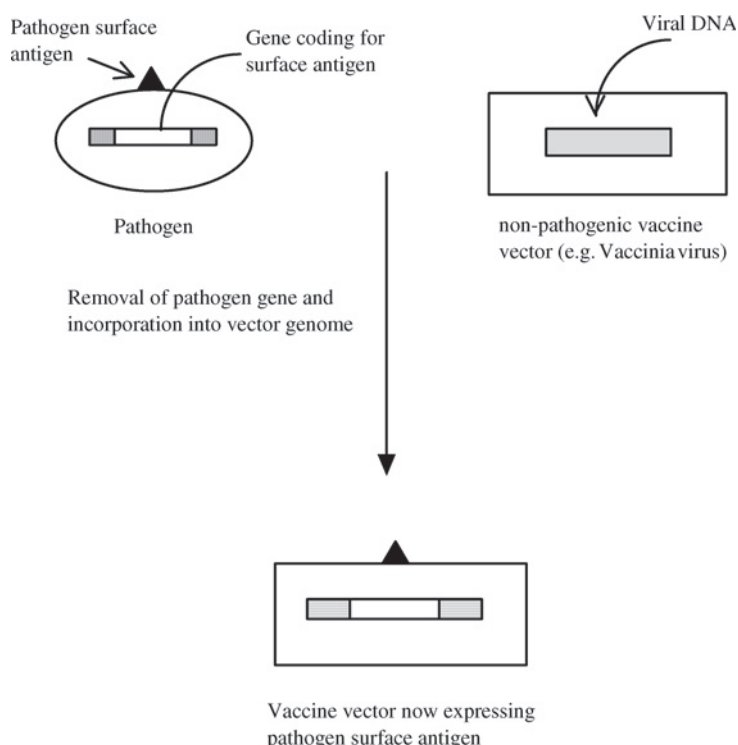 Pathogen surface
antigen
Gene coding for
surface antigen
Viral DNA
Pathogen
non-pathogenic vaccine
vector (e.g. Vaccinia virus)
Removal of pathogen gene and
incorporation into vector genome
Vaccine vector now expressing
pathogen surface antigen